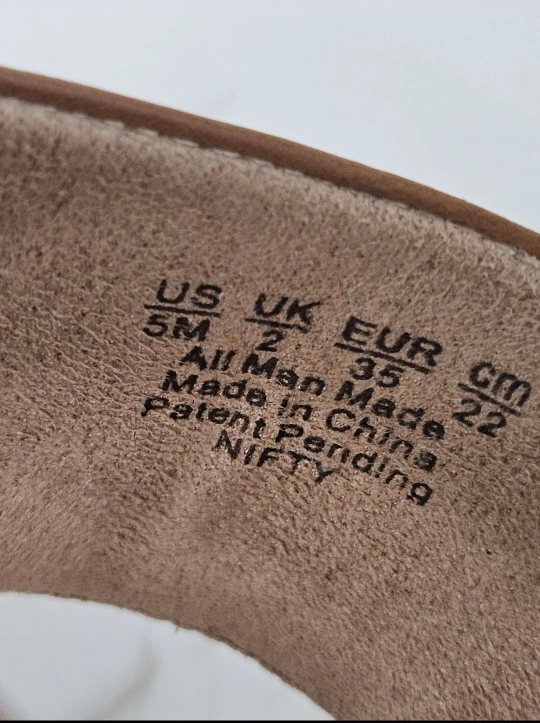 US UK EUR cm
5M 2 35 22
All Man Made
Made in China
Patent Pending
NIFTY